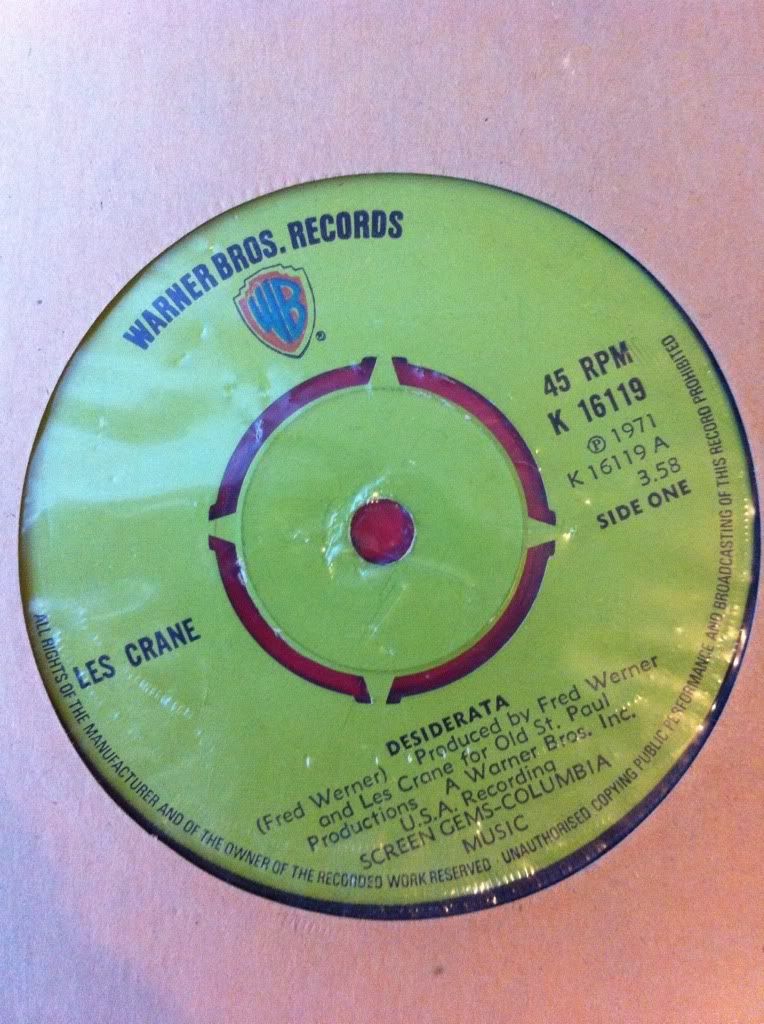 WARNER BROS. RECORDS
WB
®
45 RPM
K 16119
℗ 1971
K 16119 A
3.58
SIDE ONE
LES CRANE
DESIDERATA
(Fred Werner) Produced by Fred Werner
and Les Crane for Old St. Paul
Productions A Warner Bros. Inc.
U.S.A. Recording
SCREEN GEMS-COLUMBIA
MUSIC
ALL RIGHTS OF THE MANUFACTURER AND OF THE OWNER OF THE RECORDED WORK RESERVED · UNAUTHORISED COPYING PUBLIC PERFORMANCE AND BROADCASTING OF THIS RECORD PROHIBITED